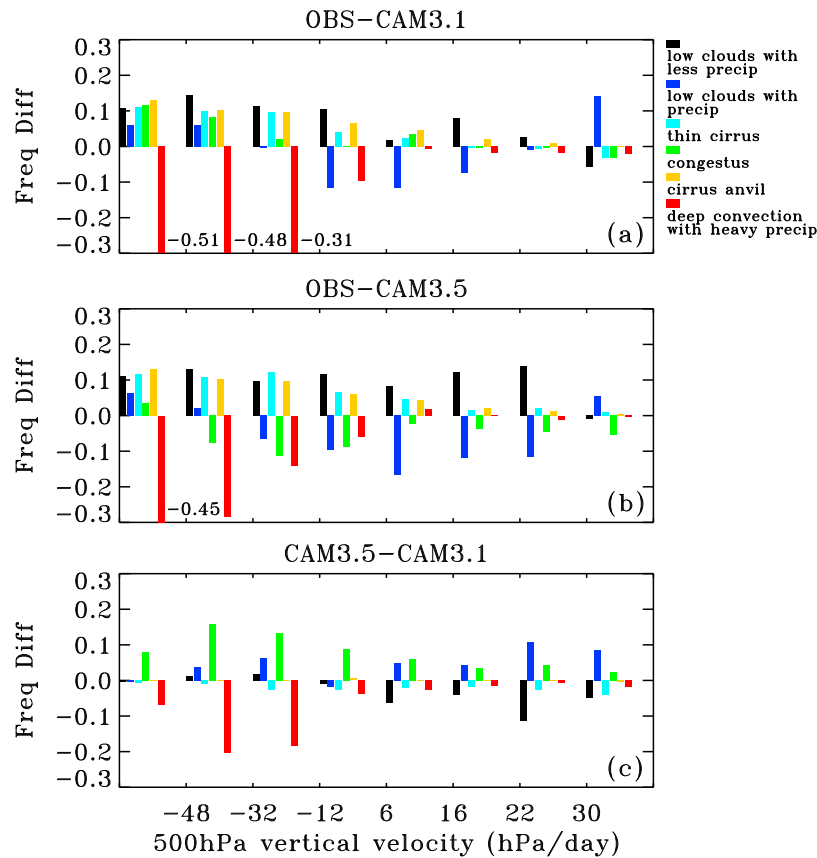 OBS−CAM3.1
0.3
0.2
0.1
0.0
−0.1
−0.2
−0.3
Freq Diff
−0.51
−0.48
−0.31
(a)
low clouds with
less precip
low clouds with
precip
thin cirrus
congestus
cirrus anvil
deep convection
with heavy precip
OBS−CAM3.5
0.3
0.2
0.1
0.0
−0.1
−0.2
−0.3
Freq Diff
−0.45
(b)
CAM3.5−CAM3.1
0.3
0.2
0.1
0.0
−0.1
−0.2
−0.3
Freq Diff
(c)
−48 −32 −12 6 16 22 30
500hPa vertical velocity (hPa/day)